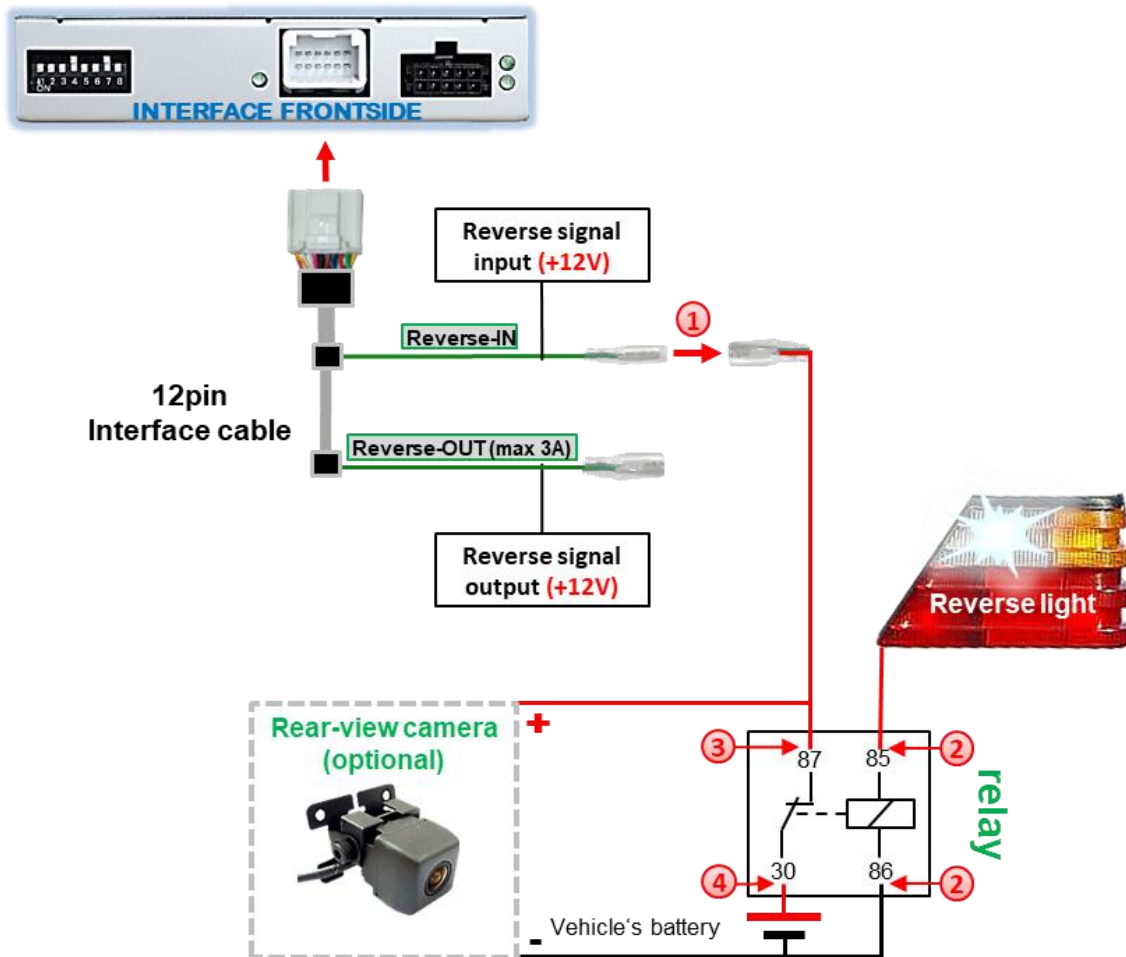 1 2 3 4 5 6 7 8
ON
INTERFACE FRONTSIDE
Reverse signal
input (+12V)
Reverse-IN
1
12pin
Interface cable
Reverse-OUT (max 3A)
Reverse signal
output (+12V)
Reverse light
Rear-view camera
(optional)
+
3
87
85
2
relay
4
30
86
2
- Vehicle‘s battery